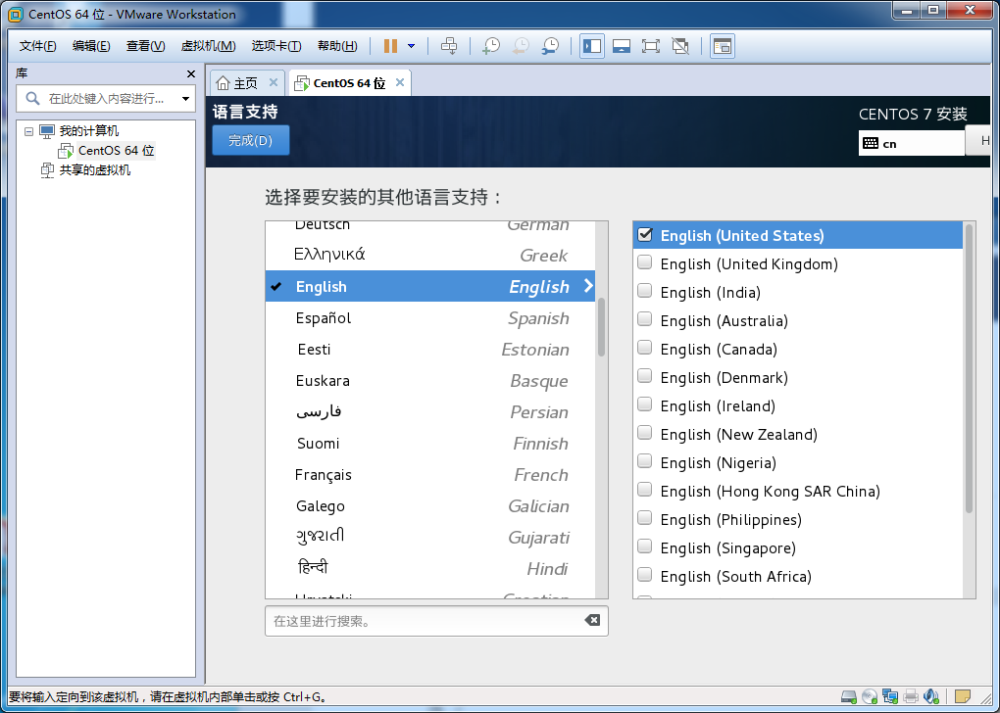 CentOS 64 位 - VMware Workstation
文件(F) 编辑(E) 查看(V) 虚拟机(M) 选项卡(T) 帮助(H)
库
在此处键入内容进行...
我的计算机
CentOS 64 位
共享的虚拟机
主页 CentOS 64 位
语言支持
CENTOS 7 安装
完成(D)
cn
H
选择要安装的其他语言支持：
Deutsch German
Ελληνικά Greek
English English
Español Spanish
Eesti Estonian
Euskara Basque
فارسی Persian
Suomi Finnish
Français French
Galego Galician
ગુજરાતી Gujarati
हिन्दी Hindi
Hrvatski Croatian
English (United States)
English (United Kingdom)
English (India)
English (Australia)
English (Canada)
English (Denmark)
English (Ireland)
English (New Zealand)
English (Nigeria)
English (Hong Kong SAR China)
English (Philippines)
English (Singapore)
English (South Africa)
在这里进行搜索。
要将输入定向到该虚拟机，请在虚拟机内部单击或按 Ctrl+G。